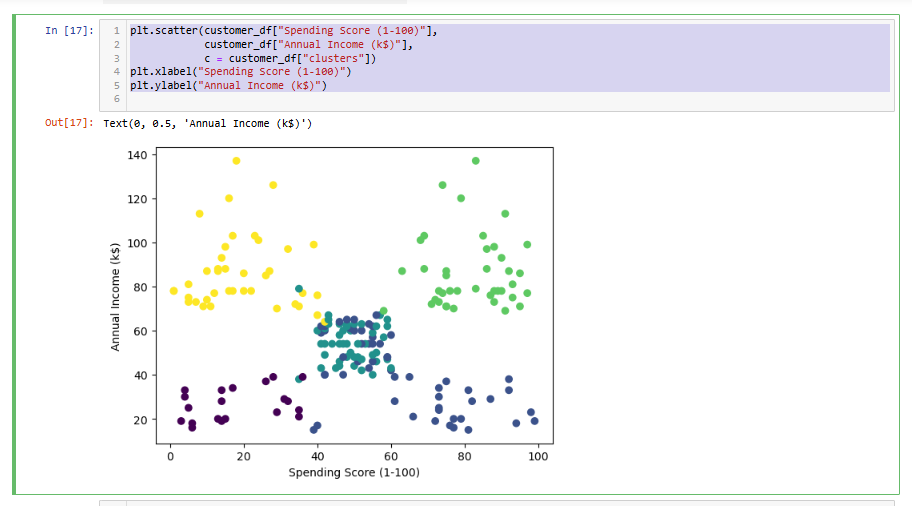 In [17]:
1 plt.scatter(customer_df["Spending Score (1-100)"],
2 customer_df["Annual Income (k$)"],
3 c = customer_df["clusters"])
4 plt.xlabel("Spending Score (1-100)")
5 plt.ylabel("Annual Income (k$)")
6
Out[17]: Text(0, 0.5, 'Annual Income (k$)')
140
120
100
80
60
40
20
Annual Income (k$)
0 20 40 60 80 100
Spending Score (1-100)